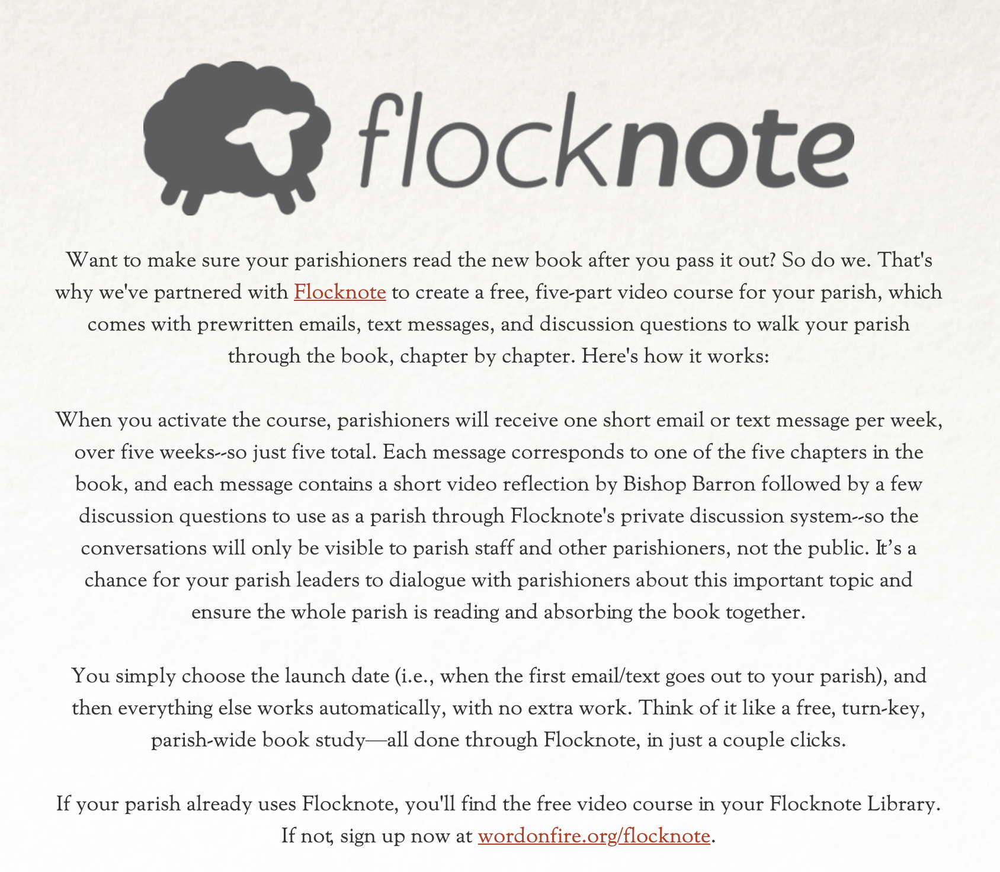 flocknote
Want to make sure your parishioners read the new book after you pass it out? So do we. That's
why we've partnered with Flocknote to create a free, five-part video course for your parish, which
comes with prewritten emails, text messages, and discussion questions to walk your parish
through the book, chapter by chapter. Here's how it works:
When you activate the course, parishioners will receive one short email or text message per week,
over five weeks--so just five total. Each message corresponds to one of the five chapters in the
book, and each message contains a short video reflection by Bishop Barron followed by a few
discussion questions to use as a parish through Flocknote's private discussion system--so the
conversations will only be visible to parish staff and other parishioners, not the public. It’s a
chance for your parish leaders to dialogue with parishioners about this important topic and
ensure the whole parish is reading and absorbing the book together.
You simply choose the launch date (i.e., when the first email/text goes out to your parish), and
then everything else works automatically, with no extra work. Think of it like a free, turn-key,
parish-wide book study—all done through Flocknote, in just a couple clicks.
If your parish already uses Flocknote, you'll find the free video course in your Flocknote Library.
If not, sign up now at wordonfire.org/flocknote.